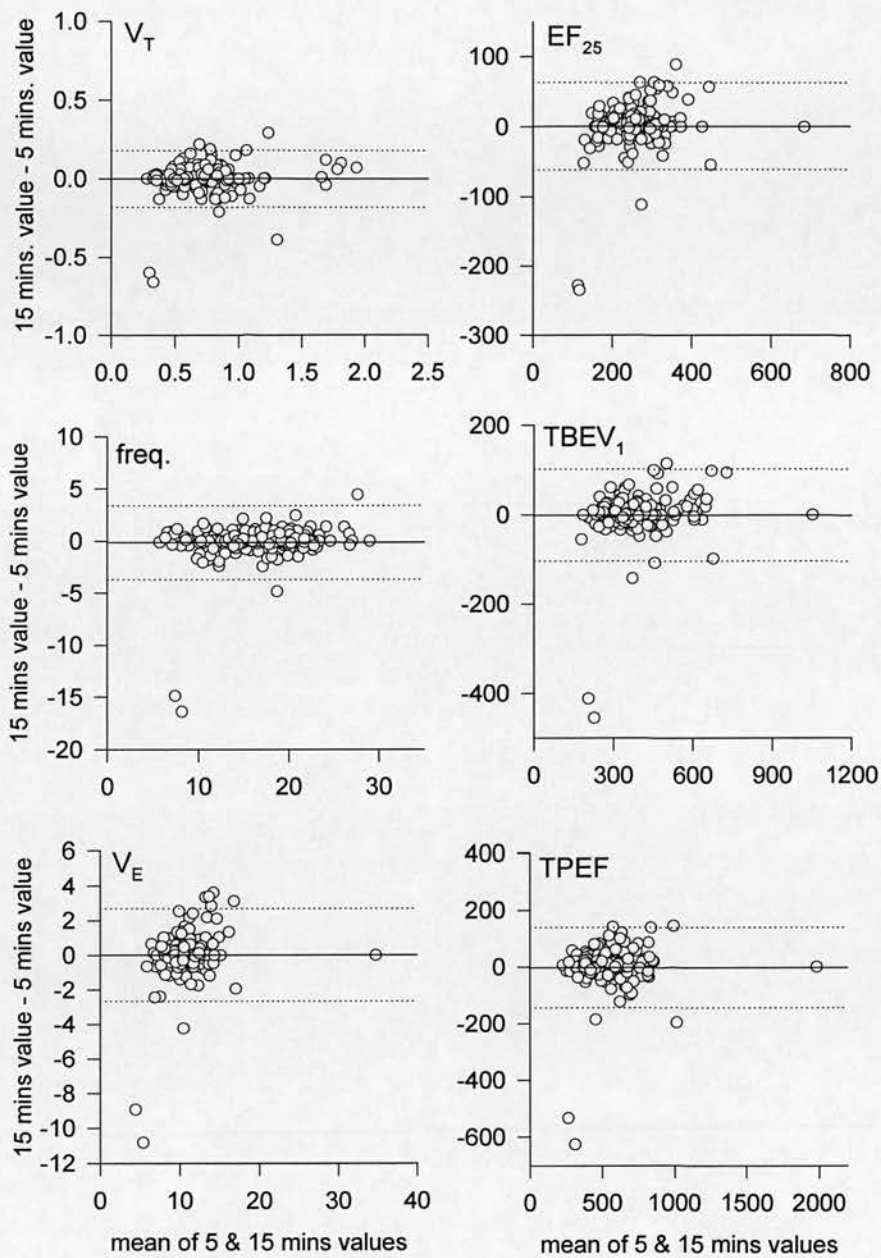 V_T
15 mins. value - 5 mins. value
1.0
0.5
0.0
-0.5
-1.0
0.0 0.5 1.0 1.5 2.0 2.5
EF_25
100
0
-100
-300
200 400 600 800
freq.
15 mins value - 5 mins value
10
5
0
-5
-10
-15
-20
0 10 20 30
TBEV_1
200
0
-200
-400
0 300 600 900 1200
V_E
15 mins value - 5 mins value
6
4
2
0
-2
-4
-6
-8
-10
-12
0 10 20 30 40
mean of 5 & 15 mins values
TPEF
400
200
0
-200
-400
-600
0 500 1000 2000
mean of 5 & 15 mins values